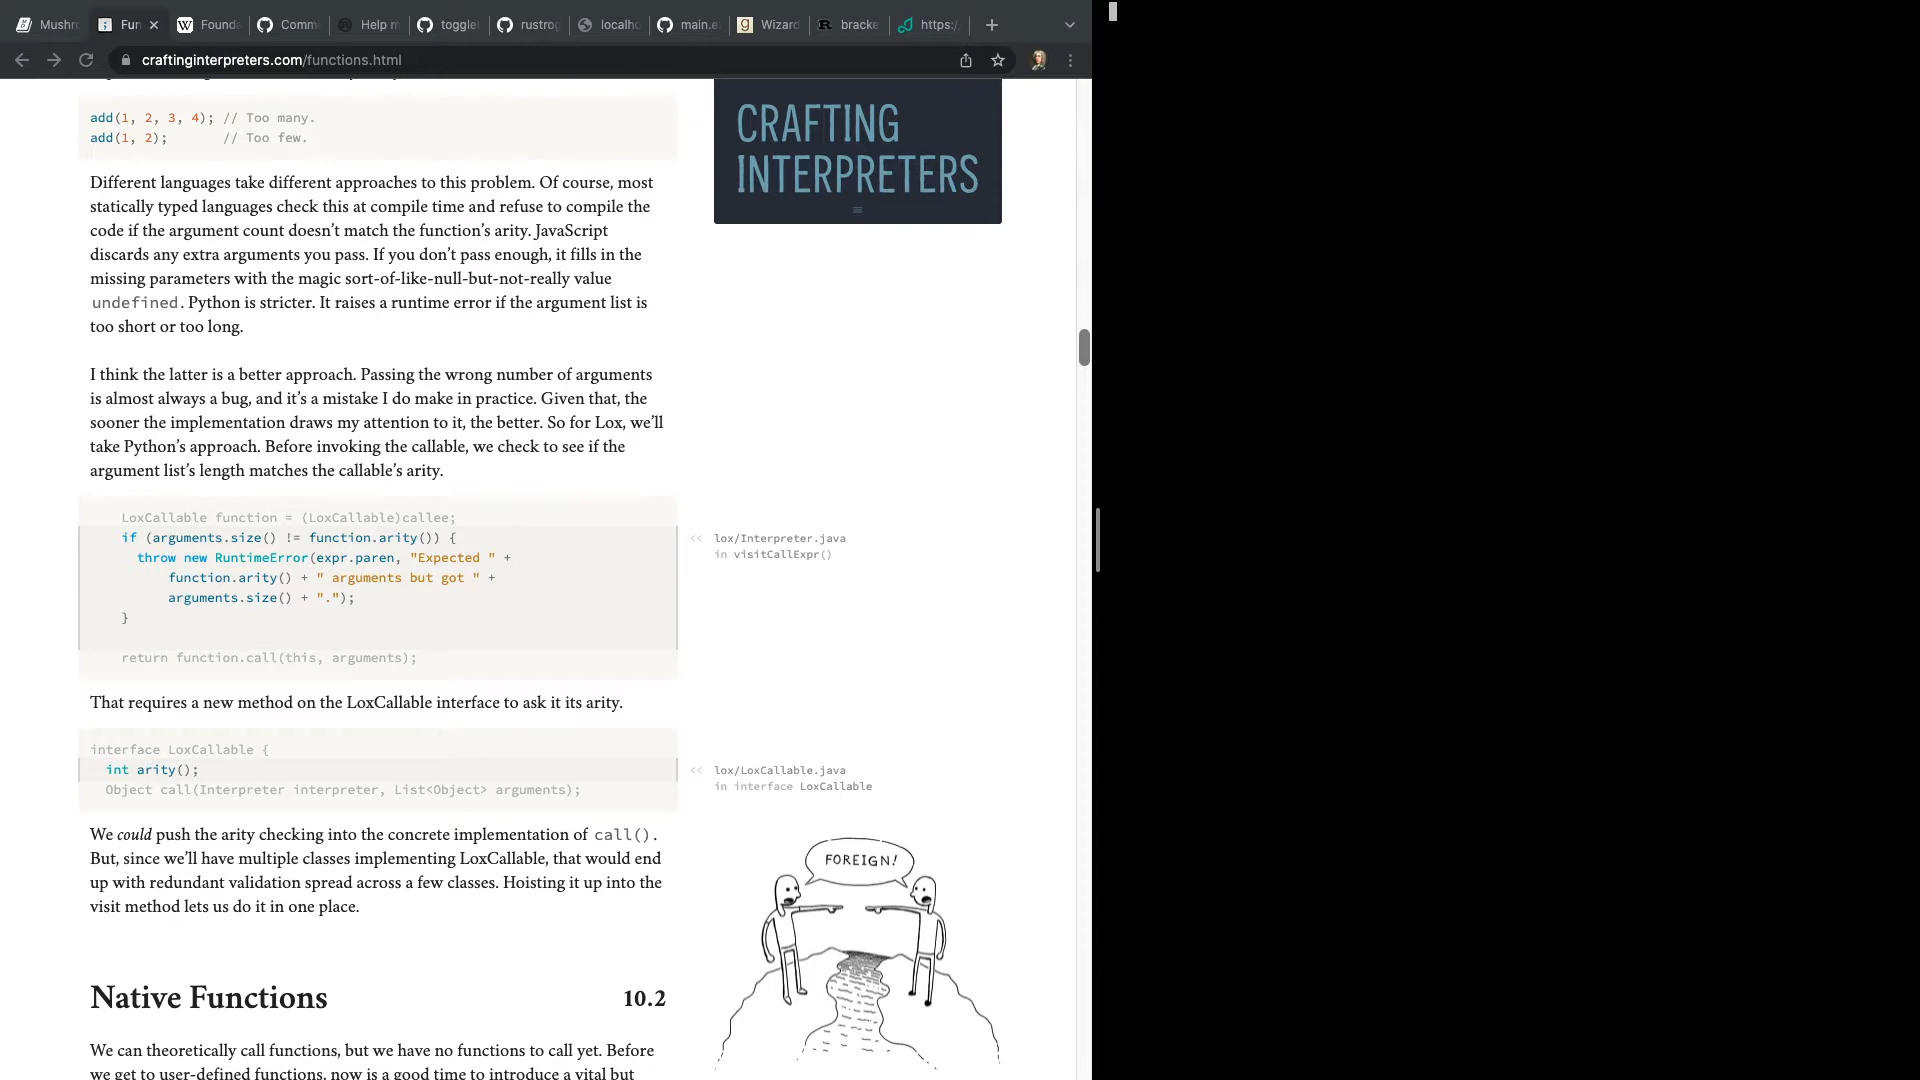 Mushr
Fun
Founda
Commi
Help m
toggle
rustrog
localho
main.e
Wizard
bracke
https:/
craftinginterpreters.com/functions.html
add(1, 2, 3, 4); // Too many.
add(1, 2);       // Too few.
CRAFTING
INTERPRETERS
Different languages take different approaches to this problem. Of course, most
statically typed languages check this at compile time and refuse to compile the
code if the argument count doesn’t match the function’s arity. JavaScript
discards any extra arguments you pass. If you don’t pass enough, it fills in the
missing parameters with the magic sort-of-like-null-but-not-really value
undefined. Python is stricter. It raises a runtime error if the argument list is
too short or too long.
I think the latter is a better approach. Passing the wrong number of arguments
is almost always a bug, and it’s a mistake I do make in practice. Given that, the
sooner the implementation draws my attention to it, the better. So for Lox, we’ll
take Python’s approach. Before invoking the callable, we check to see if the
argument list’s length matches the callable’s arity.
LoxCallable function = (LoxCallable)callee;
if (arguments.size() != function.arity()) {
throw new RuntimeError(expr.paren, "Expected " +
function.arity() + " arguments but got " +
arguments.size() + ".");
}
return function.call(this, arguments);
<< lox/Interpreter.java
in visitCallExpr()
That requires a new method on the LoxCallable interface to ask it its arity.
interface LoxCallable {
int arity();
Object call(Interpreter interpreter, List<Object> arguments);
<< lox/LoxCallable.java
in interface LoxCallable
We could push the arity checking into the concrete implementation of call().
But, since we’ll have multiple classes implementing LoxCallable, that would end
up with redundant validation spread across a few classes. Hoisting it up into the
visit method lets us do it in one place.
FOREIGN!
Native Functions 10.2
We can theoretically call functions, but we have no functions to call yet. Before
we get to user-defined functions, now is a good time to introduce a vital but